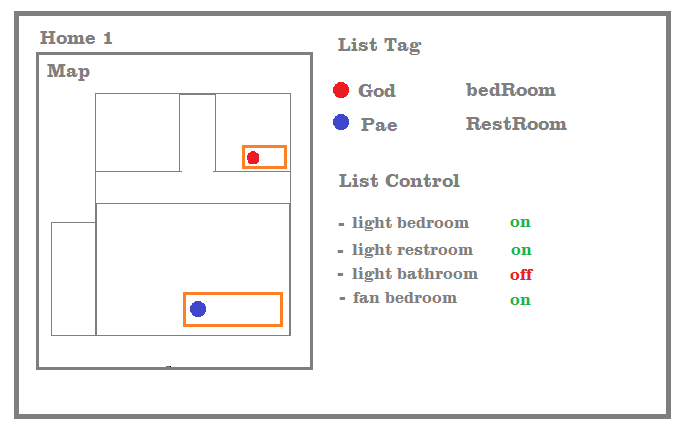 Home 1
Map
List Tag
God bedRoom
Pae RestRoom
List Control
- light bedroom on
- light restroom on
- light bathroom off
- fan bedroom on